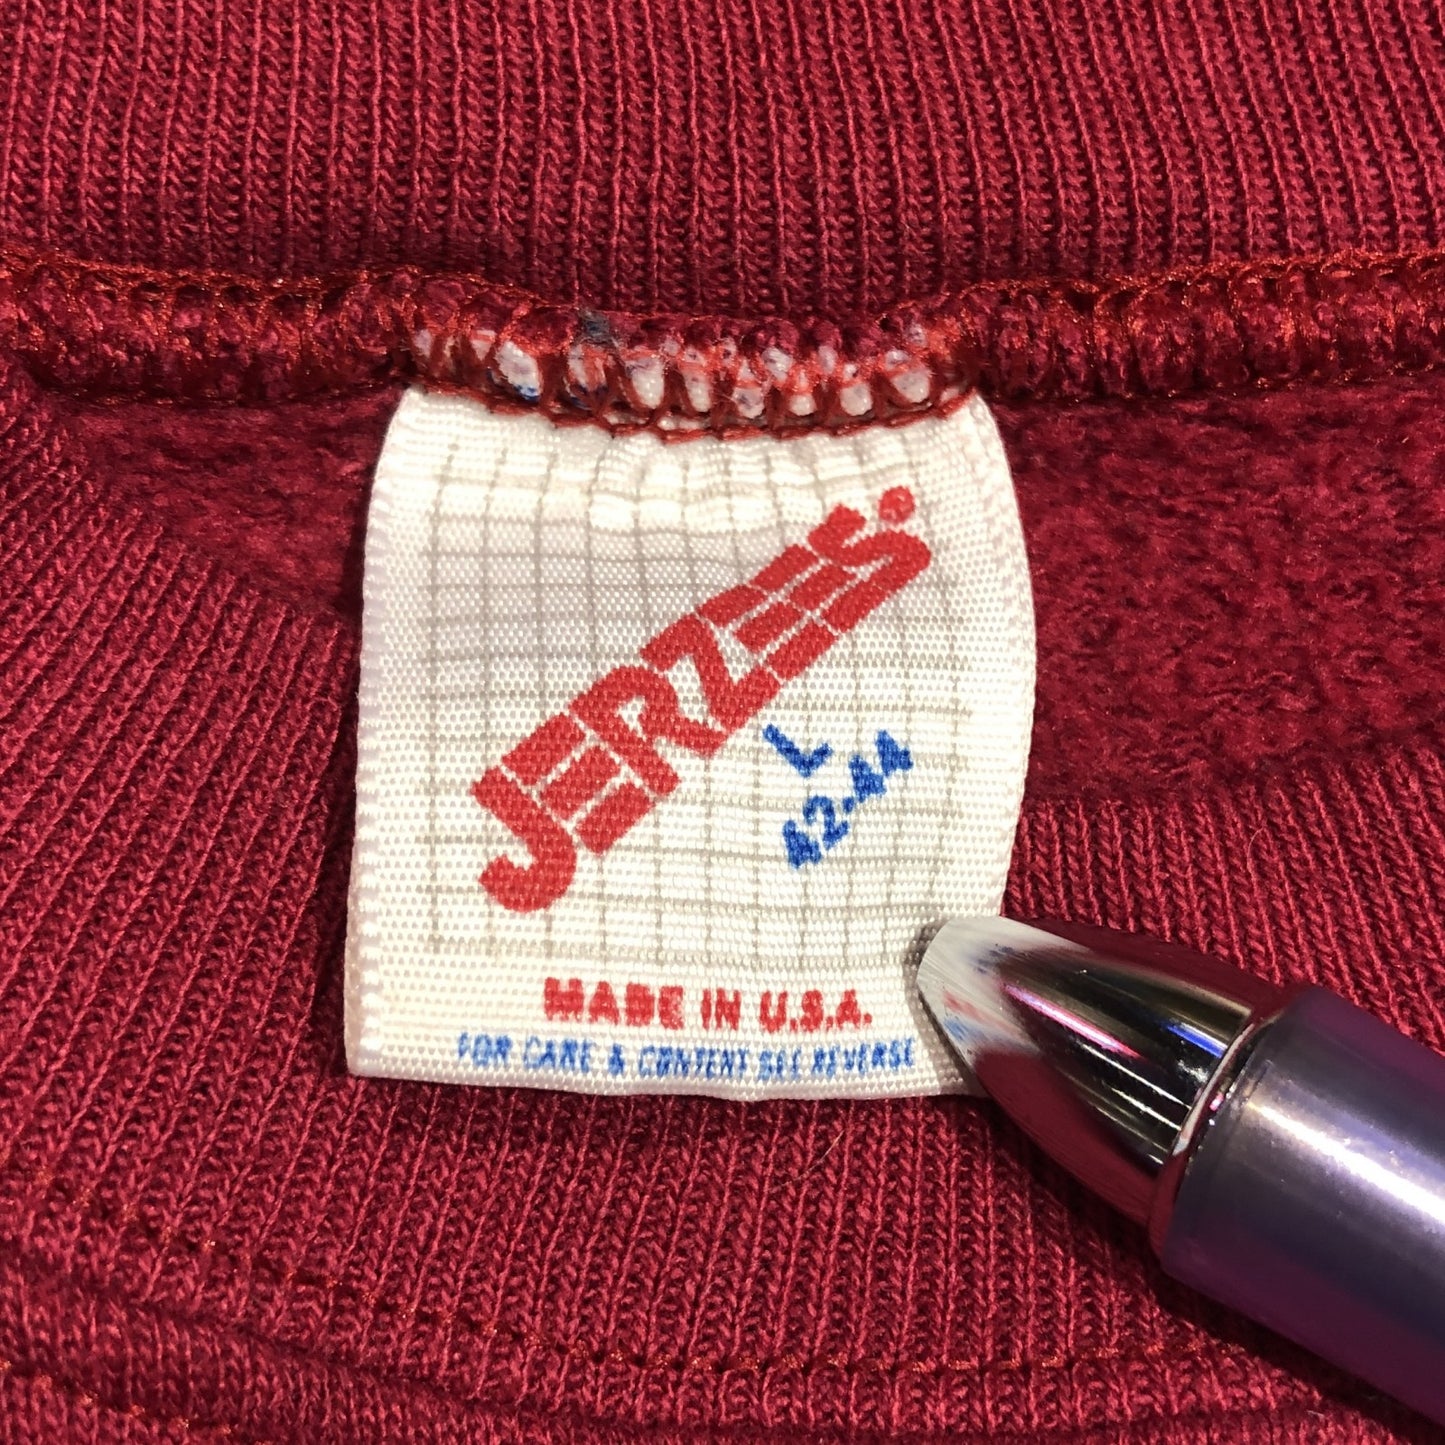 JERZEES®
L
42-44
MADE IN U.S.A.
FOR CARE & CONTENT SEE REVERSE